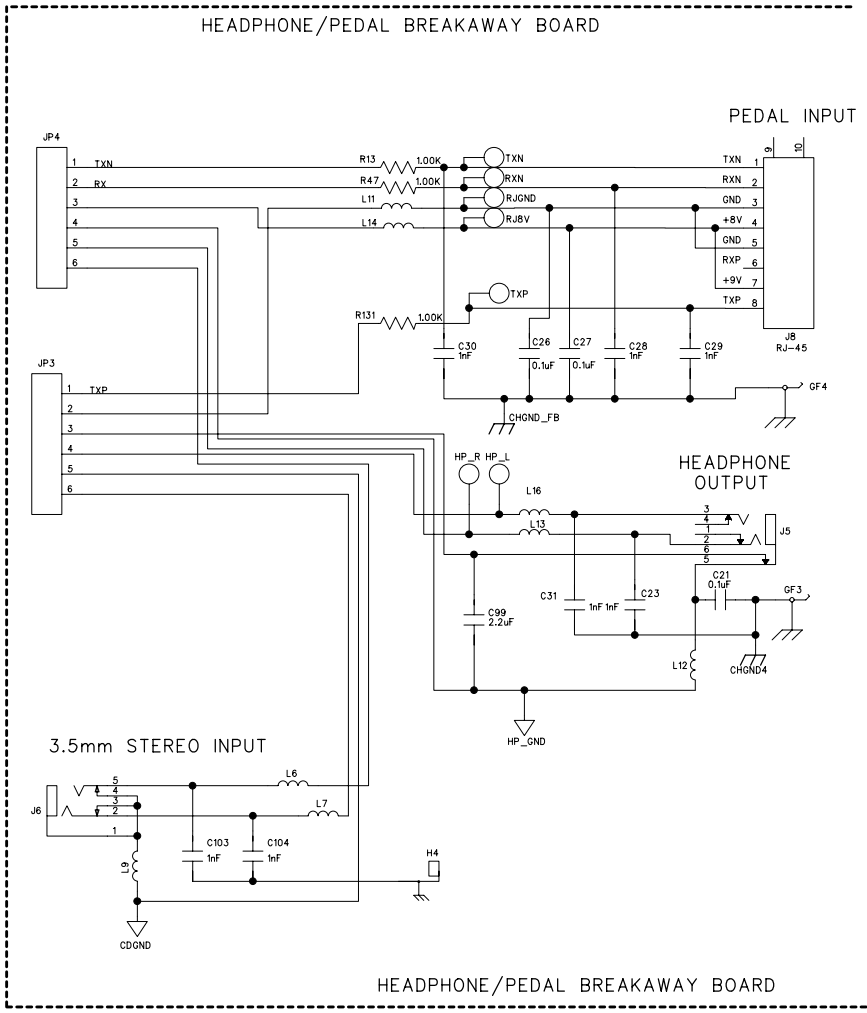 HEADPHONE/PEDAL BREAKAWAY BOARD
PEDAL INPUT
JP4
1 TXN
2 RX
3
4
5
6
R13 1.00K
R47 1.00K
L11
L14
TXN
RXN
RJGND
RJ8V
9 10
TXN 1
RXN 2
GND 3
+8V 4
GND 5
RXP 6
+9V 7
TXP 8
J8
RJ-45
TXP
R131 1.00K
C30
1nF
C26
0.1uF
C27
0.1uF
C28
1nF
C29
1nF
CHGND_FB
GF4
JP3
1 TXP
2
3
4
5
6
HP_R HP_L
HEADPHONE
OUTPUT
L16
L13
3
4
1
2
6
5
J5
C21
0.1uF
GF3
C31
1nF
C23
1nF
C99
2.2uF
L12
CHGND4
HP_GND
3.5mm STEREO INPUT
L6
L7
5
4
3
2
1
J6
L9
C103
1nF
C104
1nF
H4
CDGND
HEADPHONE/PEDAL BREAKAWAY BOARD